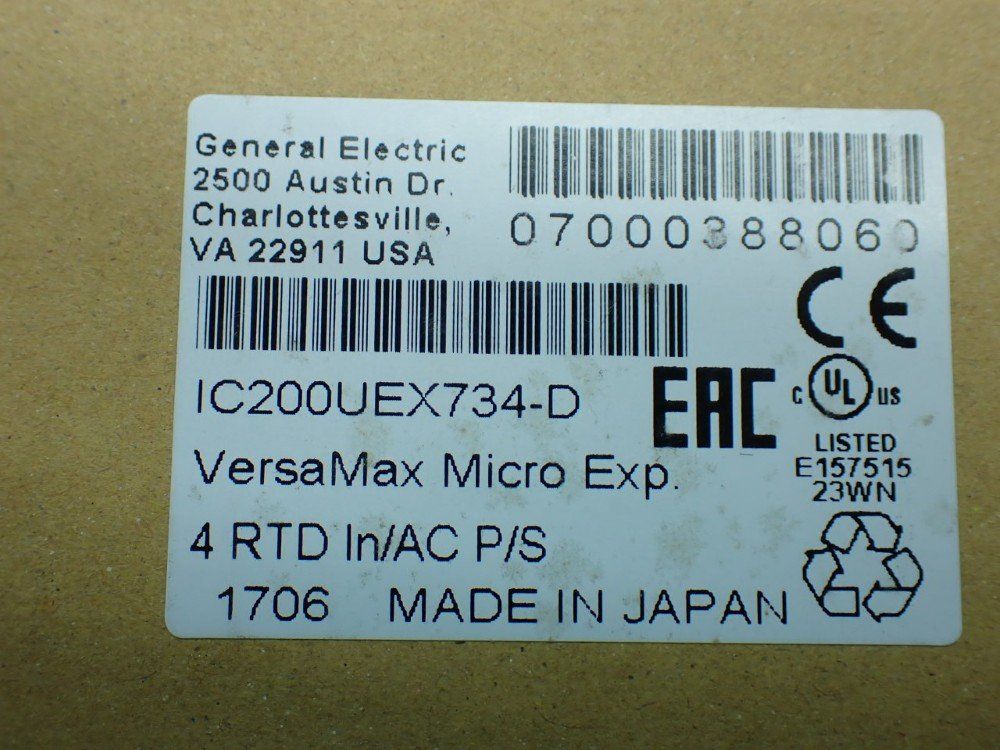 General Electric
2500 Austin Dr.
Charlottesville,
VA 22911 USA
07000388060
CE
IC200UEX734-D
EAC
C UL US
LISTED
E157515
23WN
VersaMax Micro Exp.
4 RTD In/AC P/S
1706 MADE IN JAPAN